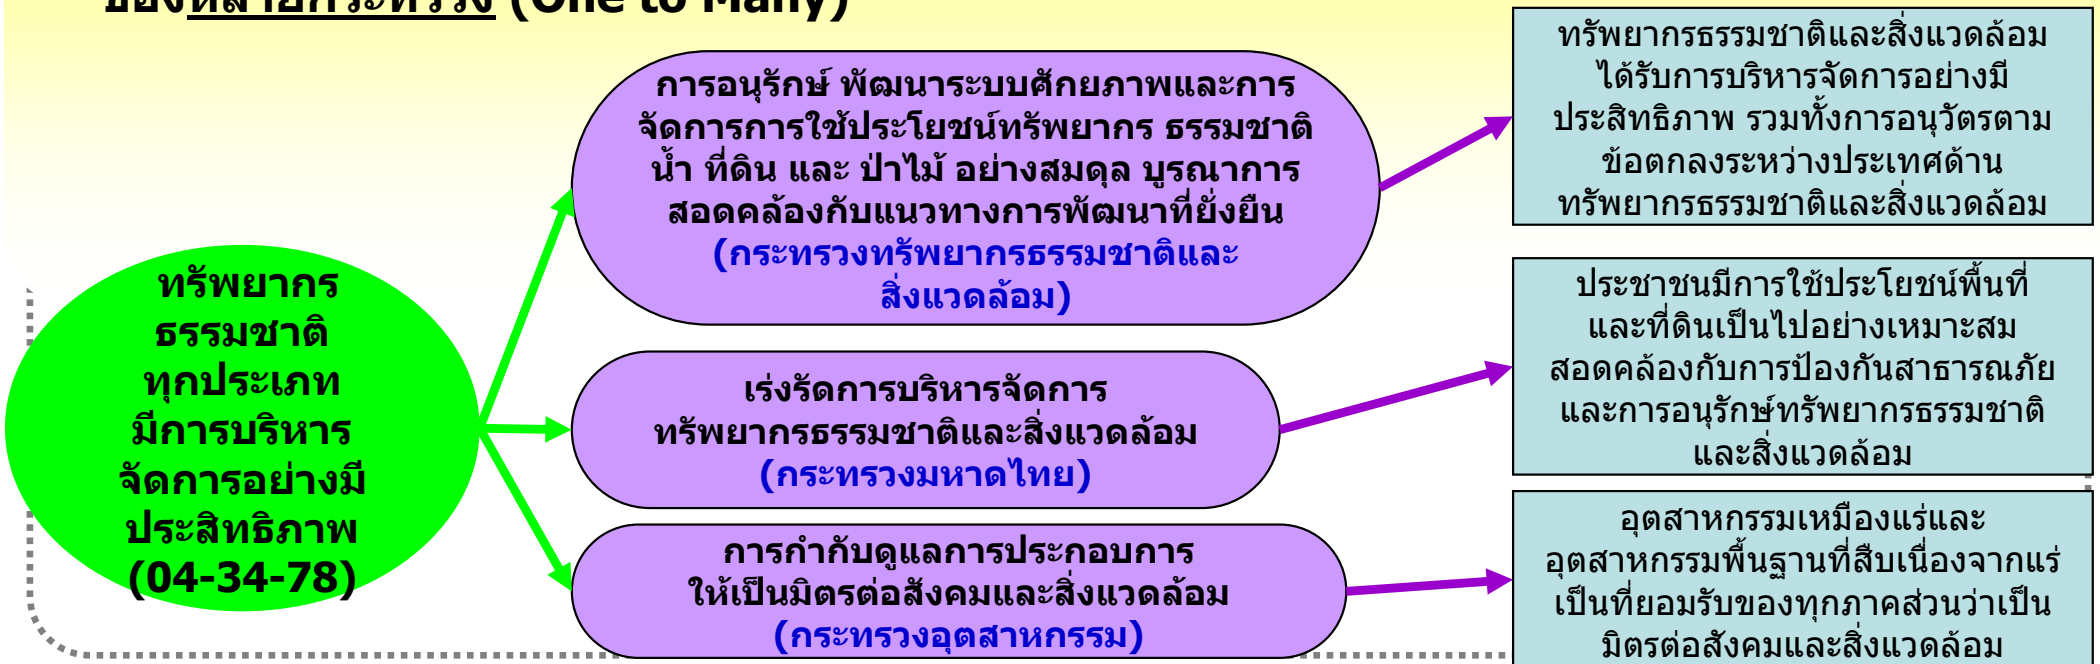 ของหลายกระทรวง (One to Many)
ทรัพยากร
ธรรมชาติ
ทุกประเภท
มีการบริหาร
จัดการอย่างมี
ประสิทธิภาพ
(04-34-78)
การอนุรักษ์ พัฒนาระบบศักยภาพและการ
จัดการการใช้ประโยชน์ทรัพยากร ธรรมชาติ
น้ำ ที่ดิน และ ป่าไม้ อย่างสมดุล บูรณาการ
สอดคล้องกับแนวทางการพัฒนาที่ยั่งยืน
(กระทรวงทรัพยากรธรรมชาติและ
สิ่งแวดล้อม)
เร่งรัดการบริหารจัดการ
ทรัพยากรธรรมชาติและสิ่งแวดล้อม
(กระทรวงมหาดไทย)
การกำกับดูแลการประกอบการ
ให้เป็นมิตรต่อสังคมและสิ่งแวดล้อม
(กระทรวงอุตสาหกรรม)
ทรัพยากรธรรมชาติและสิ่งแวดล้อม
ได้รับการบริหารจัดการอย่างมี
ประสิทธิภาพ รวมทั้งการอนุวัตรตาม
ข้อตกลงระหว่างประเทศด้าน
ทรัพยากรธรรมชาติและสิ่งแวดล้อม
ประชาชนมีการใช้ประโยชน์พื้นที่
และที่ดินเป็นไปอย่างเหมาะสม
สอดคล้องกับการป้องกันสาธารณภัย
และการอนุรักษ์ทรัพยากรธรรมชาติ
และสิ่งแวดล้อม
อุตสาหกรรมเหมืองแร่และ
อุตสาหกรรมพื้นฐานที่สืบเนื่องจากแร่
เป็นที่ยอมรับของทุกภาคส่วนว่าเป็น
มิตรต่อสังคมและสิ่งแวดล้อม